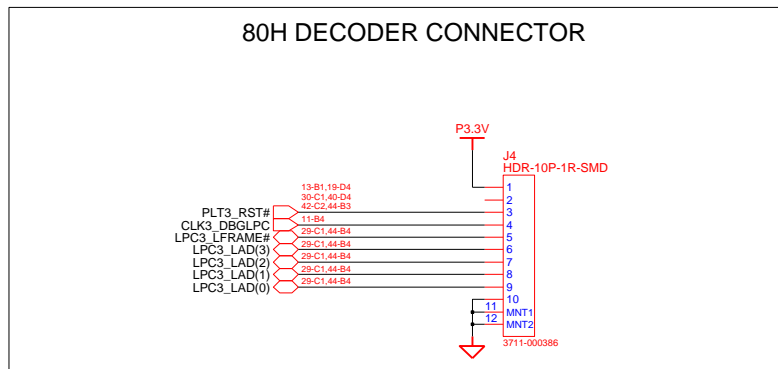 80H DECODER CONNECTOR
P3.3V
J4
HDR-10P-1R-SMD
13-B1,19-D4
1
30-C1,40-D4
2
PLT3_RST#
42-C2,44-B3
3
CLK3_DBGLPC
11-B4
4
LPC3_LFRAME#
29-C1,44-B4
5
LPC3_LAD(3)
29-C1,44-B4
6
LPC3_LAD(2)
29-C1,44-B4
7
LPC3_LAD(1)
29-C1,44-B4
8
LPC3_LAD(0)
29-C1,44-B4
9
10
11
MNT1
12
MNT2
3711-000386